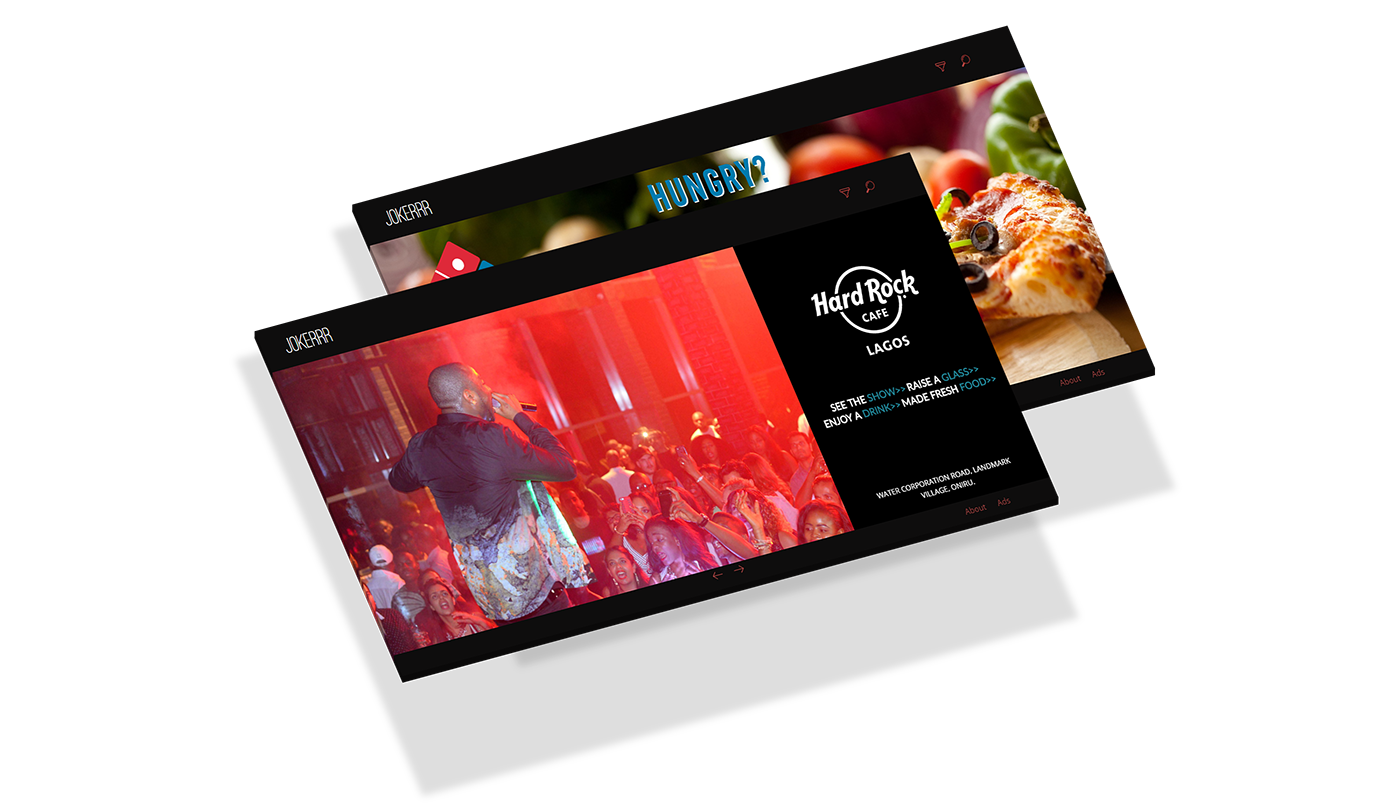 JOKERRR
HUNGRY?
About Ads
JOKERRR
Hard Rock
CAFE
LAGOS
SEE THE SHOW>> RAISE A GLASS>>
ENJOY A DRINK>> MADE FRESH FOOD>>
WATER CORPORATION ROAD, LANDMARK
VILLAGE, ONIRU.
About Ads